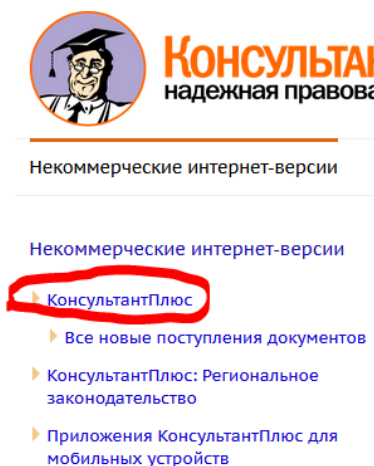 КОНСУЛЬТАН
надежная правова
Некоммерческие интернет-версии
Некоммерческие интернет-версии
КонсультантПлюс
Все новые поступления документов
КонсультантПлюс: Региональное
законодательство
Приложения КонсультантПлюс для
мобильных устройств